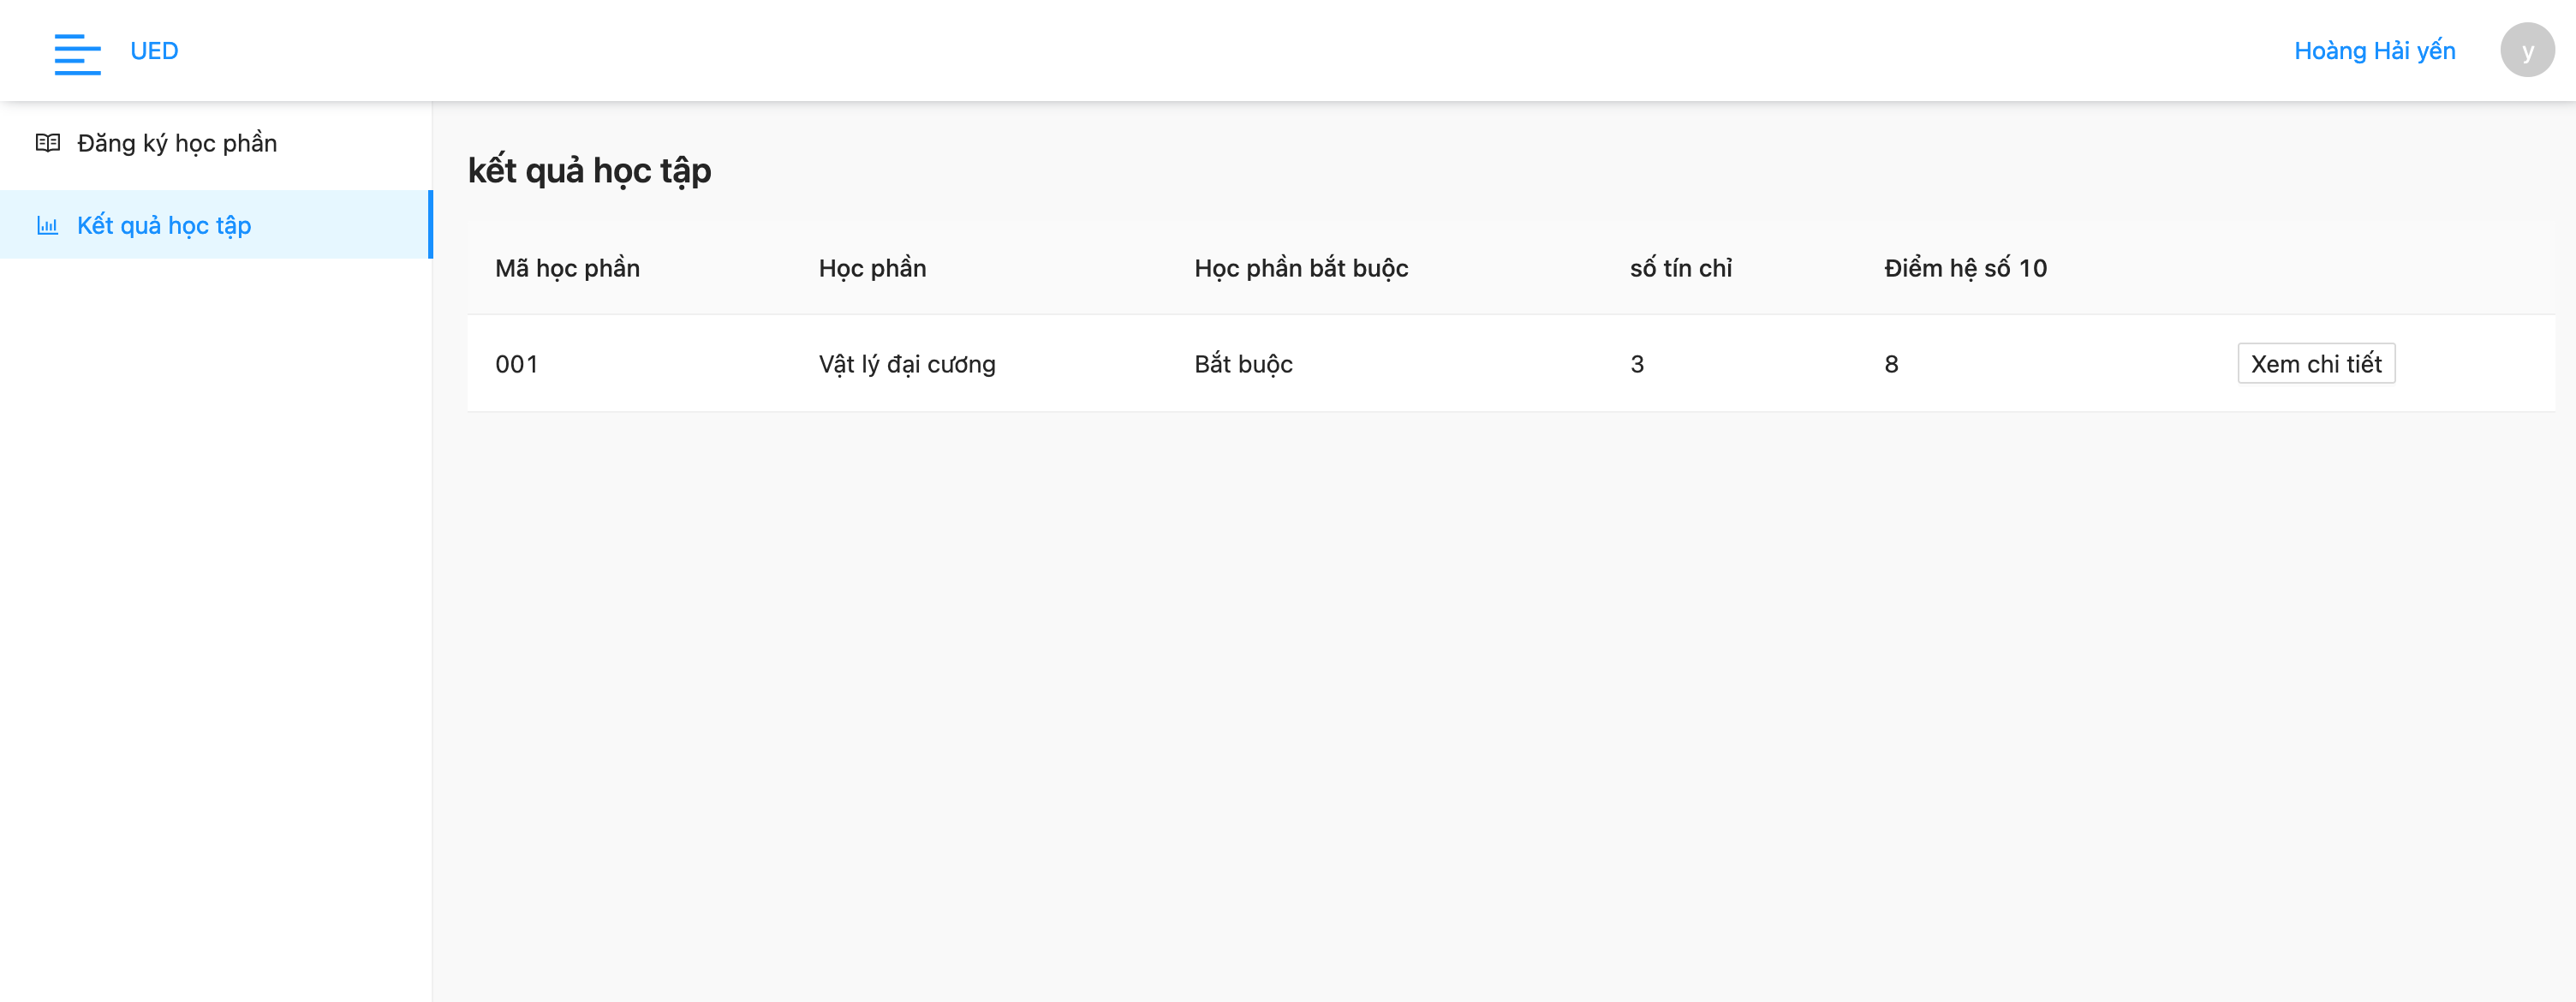 UED
Hoàng Hải yến
y
Đăng ký học phần
Kết quả học tập
kết quả học tập
Mã học phần Học phần Học phần bắt buộc số tín chỉ Điểm hệ số 10
001 Vật lý đại cương Bắt buộc 3 8 Xem chi tiết